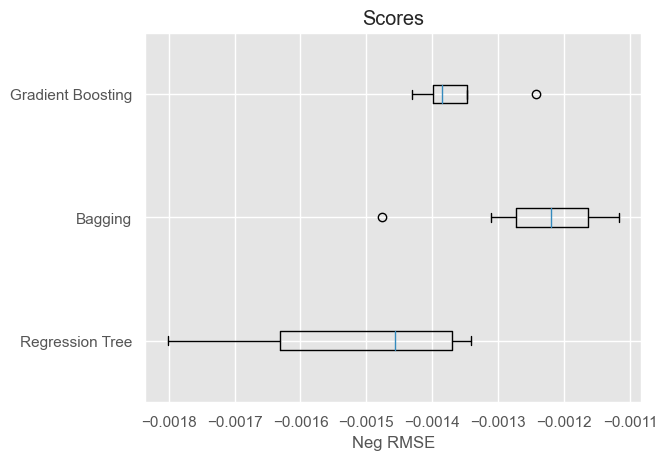 Scores
Gradient Boosting
Bagging
Regression Tree
−0.0018 −0.0017 −0.0016 −0.0015 −0.0014 −0.0013 −0.0012 −0.0011
Neg RMSE